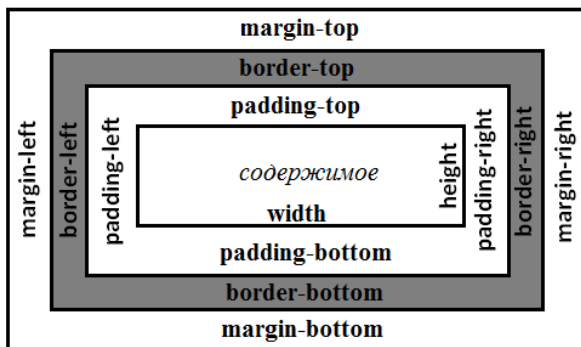 margin-top
border-top
padding-top
margin-left
border-left
padding-left
содержимое
width
height
padding-right
border-right
margin-right
padding-bottom
border-bottom
margin-bottom